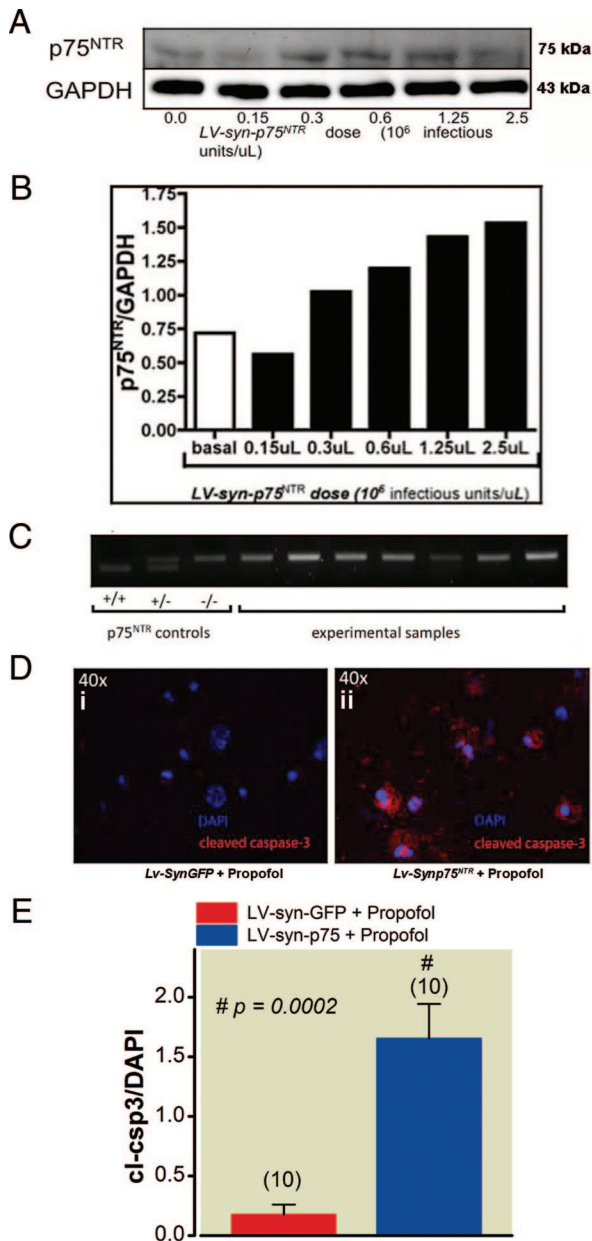 A
p75NTR
75 kDa
GAPDH
43 kDa
0.0 0.15 0.3 0.6 1.25 2.5
LV-syn-p75NTR dose (10⁶ infectious
units/uL)
B
p75NTR/GAPDH
1.75
1.50
1.25
1.00
0.75
0.50
0.25
0.00
basal 0.15uL 0.3uL 0.6uL 1.25uL 2.5uL
LV-syn-p75NTR dose (10⁶ infectious units/uL)
C
+/+ +/- -/-
p75NTR controls experimental samples
D
40x 40x
i ii
DAPI DAPI
cleaved caspase-3 cleaved caspase-3
Lv-SynGFP + Propofol Lv-Synp75NTR + Propofol
E
LV-syn-GFP + Propofol
LV-syn-p75 + Propofol
cl-csp3/DAPI
2.0
1.5
1.0
0.5
0.0
# p = 0.0002
#
(10)
(10)